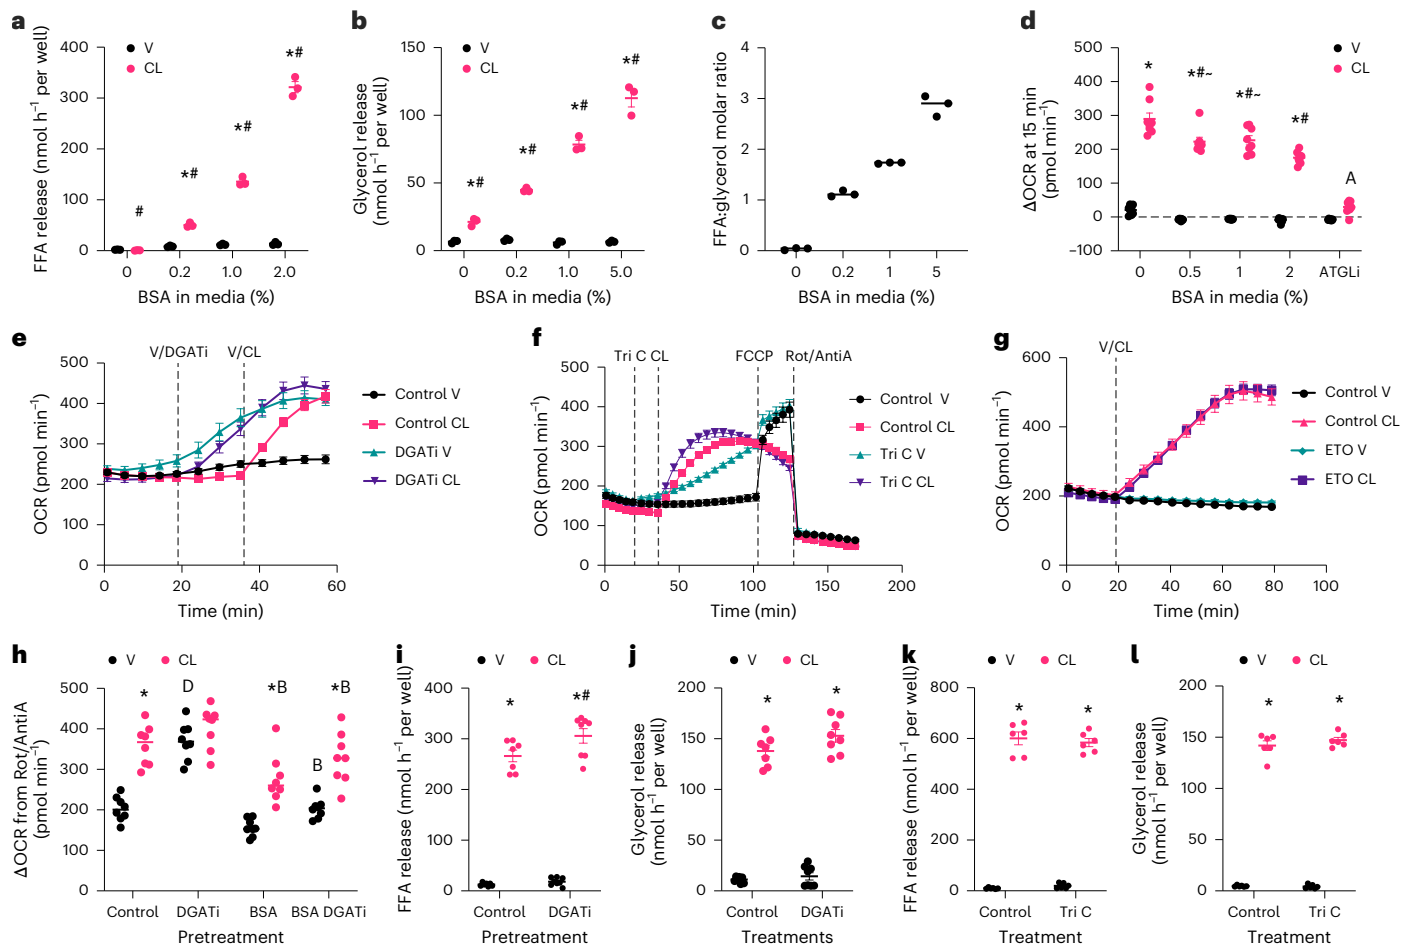 a
V
CL
FFA release (nmol h⁻¹ per well)
400
300
200
100
0
#
*#
*#
*#
0
0.2
1.0
2.0
BSA in media (%)
b
V
CL
Glycerol release
(nmol h⁻¹ per well)
150
100
50
0
*#
*#
*#
*#
0
0.2
1.0
5.0
BSA in media (%)
c
FFA:glycerol molar ratio
4
3
2
1
0
0
0.2
1
5
BSA in media (%)
d
V
CL
ΔOCR at 15 min
(pmol min⁻¹)
500
400
300
200
100
0
−100
*
*#~
*#~
*#
A
0
0.5
1
2
ATGLi
BSA in media (%)
e
V/DGATi
V/CL
OCR (pmol min⁻¹)
500
400
300
200
100
0
0
20
40
60
Time (min)
Control V
Control CL
DGATi V
DGATi CL
f
Tri C CL
FCCP
Rot/AntiA
OCR (pmol min⁻¹)
500
400
300
200
100
0
0
50
100
150
200
Time (min)
Control V
Control CL
Tri C V
Tri C CL
g
V/CL
OCR (pmol min⁻¹)
600
400
200
0
0
20
40
60
80
100
Time (min)
Control V
Control CL
ETO V
ETO CL
h
V
CL
ΔOCR from Rot/AntiA
(pmol min⁻¹)
500
400
300
200
100
0
*
D
*B
B
*B
Control
DGATi
BSA
BSA DGATi
Pretreatment
i
V
CL
FFA release (nmol h⁻¹ per well)
400
300
200
100
0
*
*#
Control
DGATi
Pretreatment
j
V
CL
Glycerol release
(nmol h⁻¹ per well)
200
150
100
50
0
*
*
Control
DGATi
Treatments
k
V
CL
FFA release (nmol h⁻¹ per well)
800
600
400
200
0
*
*
Control
Tri C
Treatment
l
V
CL
Glycerol release
(nmol h⁻¹ per well)
200
150
100
50
0
*
*
Control
Tri C
Treatment